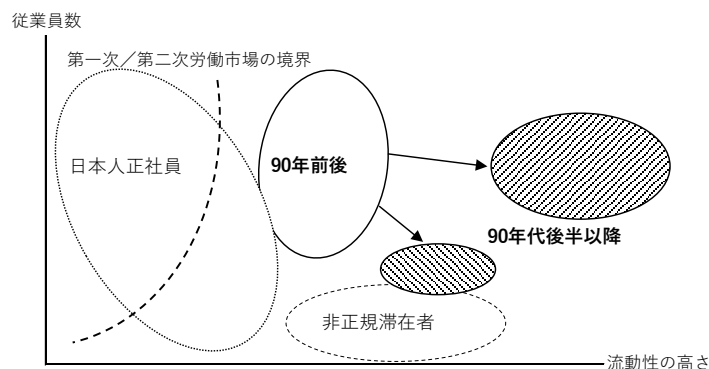 従業員数
第一次／第二次労働市場の境界
日本人正社員
90年前後
90年代後半以降
非正規滞在者
流動性の高さ